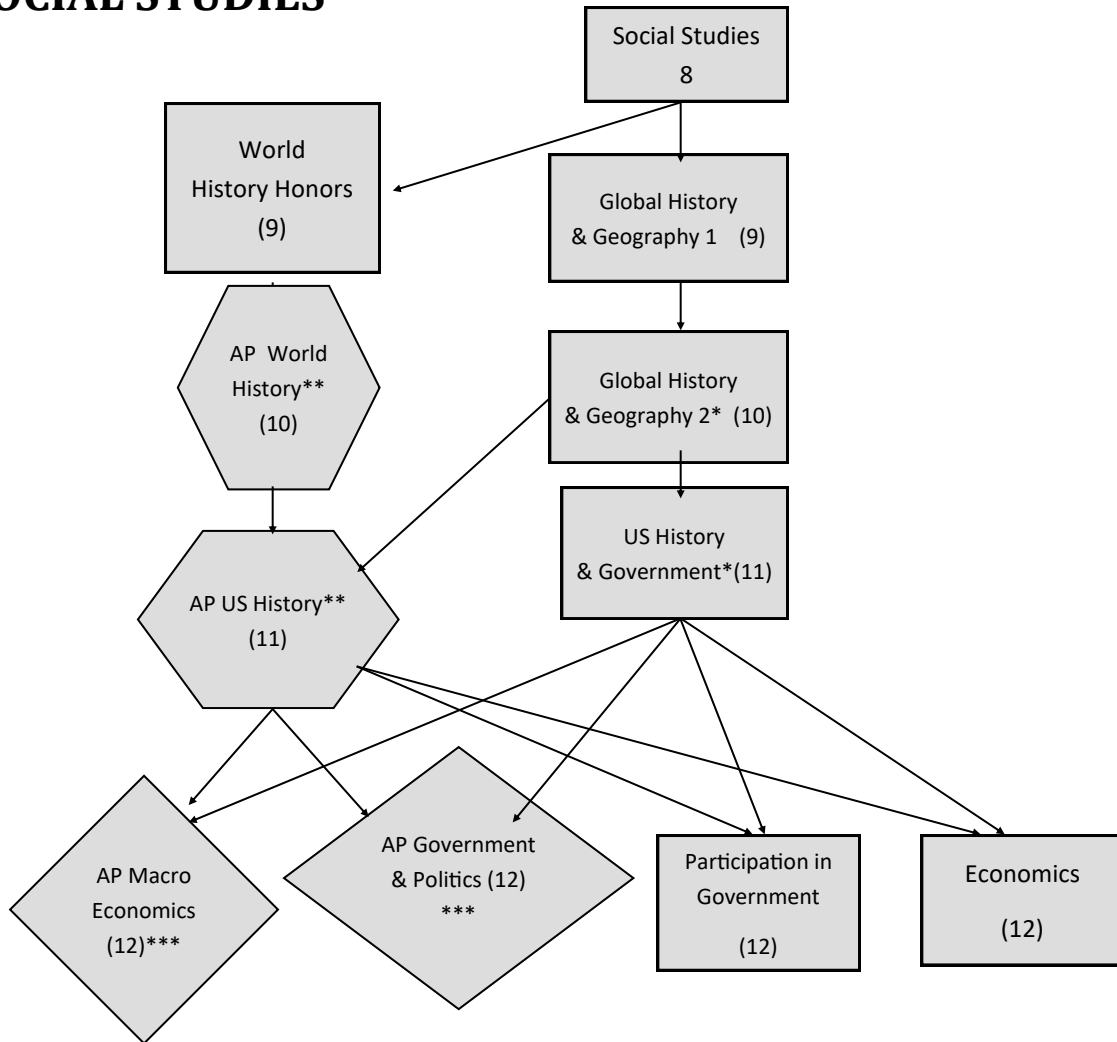 OCIAL STUDIES
Social Studies
8
World
History Honors
(9)
Global History
& Geography 1 (9)
AP World
History**
(10)
Global History
& Geography 2* (10)
US History
& Government*(11)
AP US History**
(11)
AP Macro
Economics
(12)***
AP Government
& Politics (12)
***
Participation in
Government
(12)
Economics
(12)